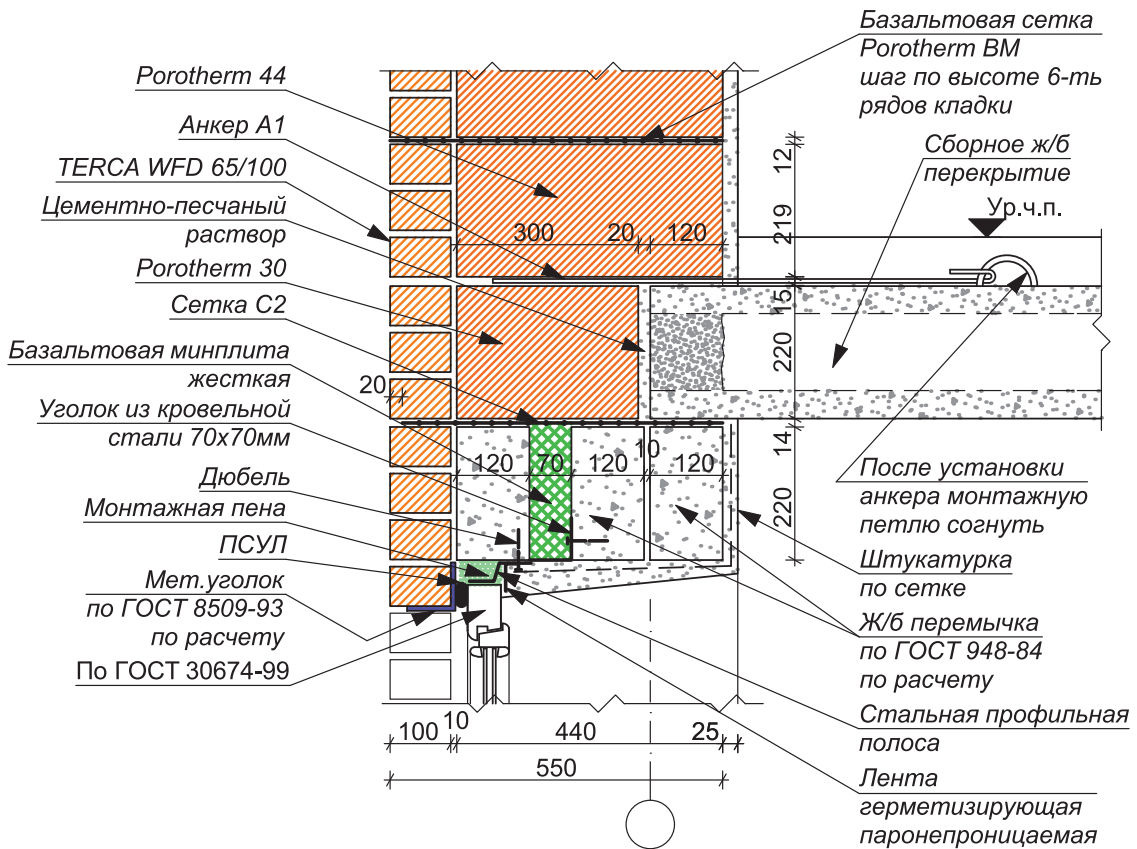 Porotherm 44
Анкер А1
TERCA WFD 65/100
Цементно-песчаный
раствор
Porotherm 30
Сетка С2
Базальтовая минплита
жесткая
Уголок из кровельной
стали 70х70мм
Дюбель
Монтажная пена
ПСУЛ
Мет.уголок
по ГОСТ 8509-93
по расчету
По ГОСТ 30674-99
Базальтовая сетка
Porotherm BM
шаг по высоте 6-ть
рядов кладки
Сборное ж/б
перекрытие
Ур.ч.п.
После установки
анкера монтажную
петлю согнуть
Штукатурка
по сетке
Ж/б перемычка
по ГОСТ 948-84
по расчету
Стальная профильная
полоса
Лента
герметизирующая
паронепроницаемая
300 20 120
20
120 70 120 10 120
12
219
15
220
14
220
100 10 440 25
550